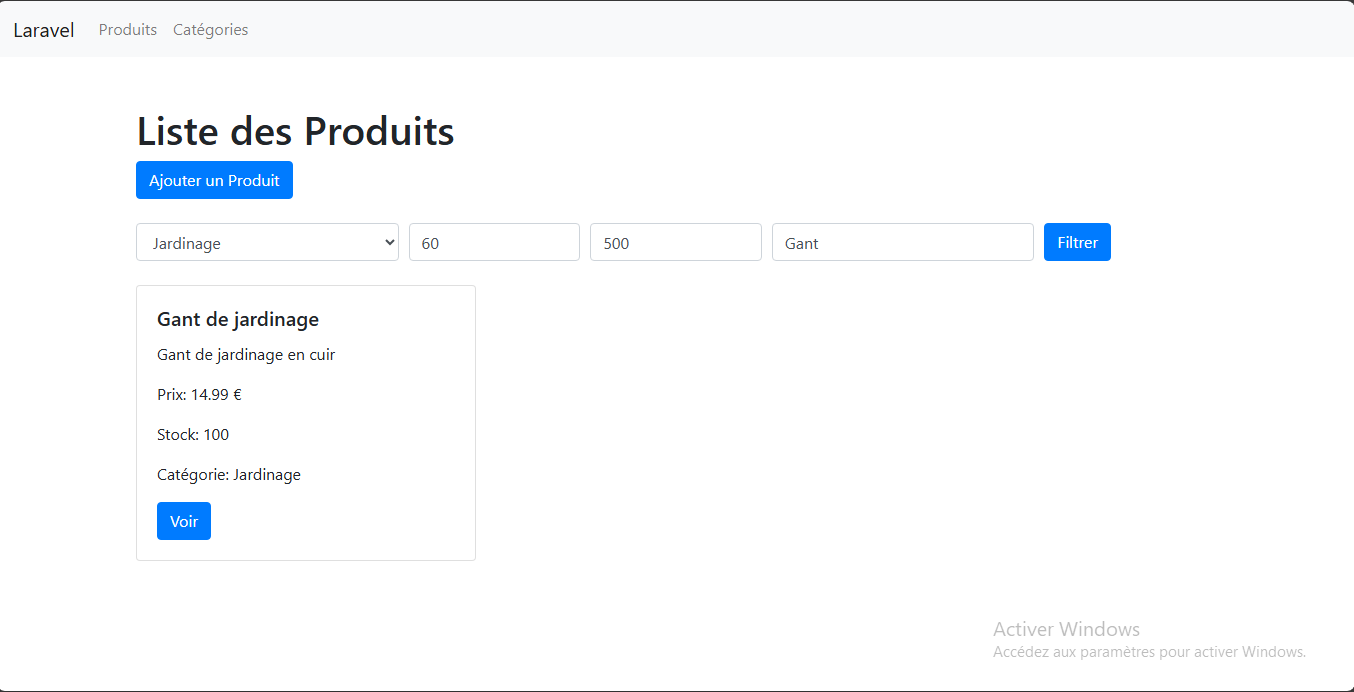 Laravel Produits Catégories
Liste des Produits
Ajouter un Produit
Jardinage 60 500 Gant Filtrer
Gant de jardinage
Gant de jardinage en cuir
Prix: 14.99 €
Stock: 100
Catégorie: Jardinage
Voir
Activer Windows
Accédez aux paramètres pour activer Windows.